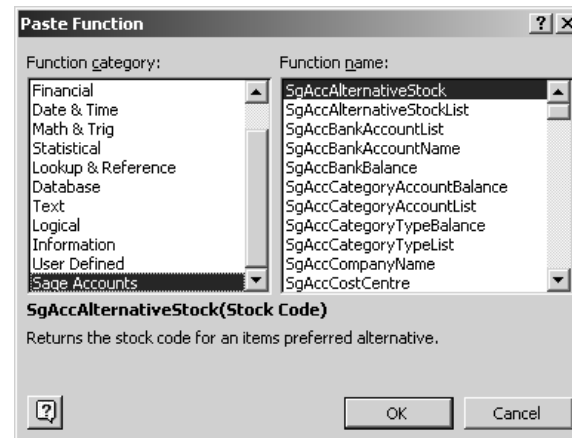 Paste Function
Function category:
Financial
Date & Time
Math & Trig
Statistical
Lookup & Reference
Database
Text
Logical
Information
User Defined
Sage Accounts
Function name:
SgAccAlternativeStock
SgAccAlternativeStockList
SgAccBankAccountList
SgAccBankAccountName
SgAccBankBalance
SgAccCategoryAccountBalance
SgAccCategoryAccountList
SgAccCategoryTypeBalance
SgAccCategoryTypeList
SgAccCompanyName
SgAccCostCentre
SgAccAlternativeStock(Stock Code)
Returns the stock code for an items preferred alternative.
OK
Cancel